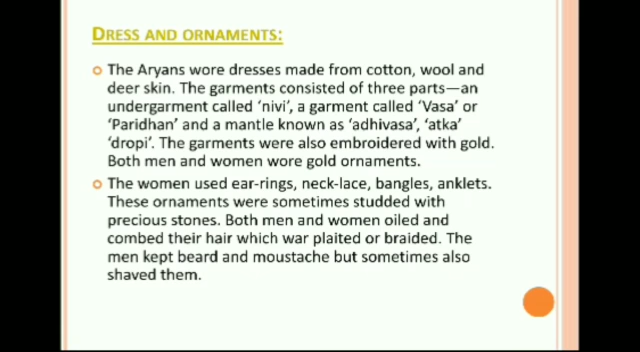 DRESS AND ORNAMENTS:
The Aryans wore dresses made from cotton, wool and
deer skin. The garments consisted of three parts—an
undergarment called ‘nivi’, a garment called ‘Vasa’ or
‘Paridhan’ and a mantle known as ‘adhivasa’, ‘atka’
‘dropi’. The garments were also embroidered with gold.
Both men and women wore gold ornaments.
The women used ear-rings, neck-lace, bangles, anklets.
These ornaments were sometimes studded with
precious stones. Both men and women oiled and
combed their hair which war plaited or braided. The
men kept beard and moustache but sometimes also
shaved them.